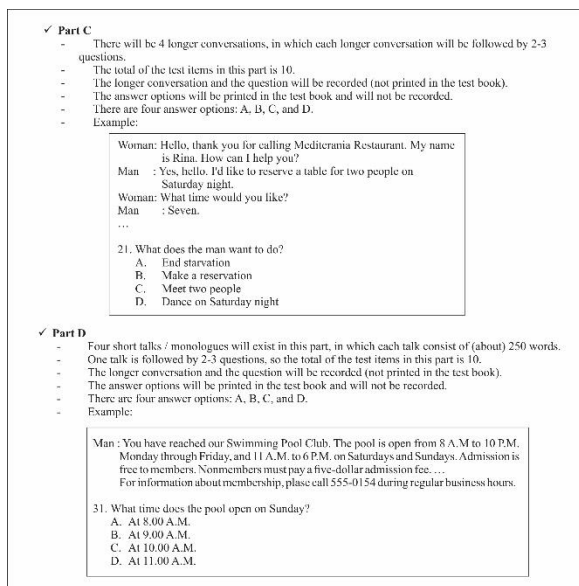 ✓ Part C
- There will be 4 longer conversations, in which each longer conversation will be followed by 2-3
questions.
- The total of the test items in this part is 10.
- The longer conversation and the question will be recorded (not printed in the test book).
- The answer options will be printed in the test book and will not be recorded.
- There are four answer options: A, B, C, and D.
- Example:
Woman: Hello, thank you for calling Mediterania Restaurant. My name
is Rina. How can I help you?
Man : Yes, hello. I'd like to reserve a table for two people on
Saturday night.
Woman: What time would you like?
Man : Seven.
…
21. What does the man want to do?
A. End starvation
B. Make a reservation
C. Meet two people
D. Dance on Saturday night
✓ Part D
- Four short talks / monologues will exist in this part, in which each talk consist of (about) 250 words.
- One talk is followed by 2-3 questions, so the total of the test items in this part is 10.
- The longer conversation and the question will be recorded (not printed in the test book).
- The answer options will be printed in the test book and will not be recorded.
- There are four answer options: A, B, C, and D.
- Example:
Man : You have reached our Swimming Pool Club. The pool is open from 8 A.M to 10 P.M.
Monday through Friday, and 11 A.M. to 6 P.M. on Saturdays and Sundays. Admission is
free to members. Nonmembers must pay a five-dollar admission fee. …
For information about membership, plase call 555-0154 during regular business hours.
31. What time does the pool open on Sunday?
A. At 8.00 A.M.
B. At 9.00 A.M.
C. At 10.00 A.M.
D. At 11.00 A.M.